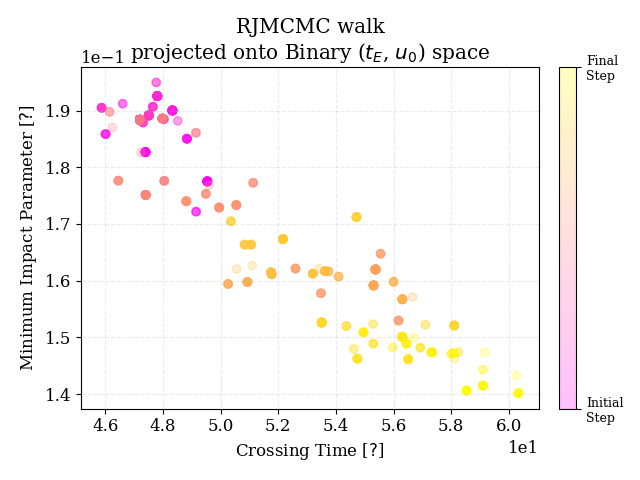 RJMCMC walk
projected onto Binary (t_E, u_0) space
1e−1
Final
Step
1.9
1.8
1.7
1.6
1.5
1.4
Minimum Impact Parameter [?]
4.6 4.8 5.0 5.2 5.4 5.6 5.8 6.0
1e1
Crossing Time [?]
Initial
Step